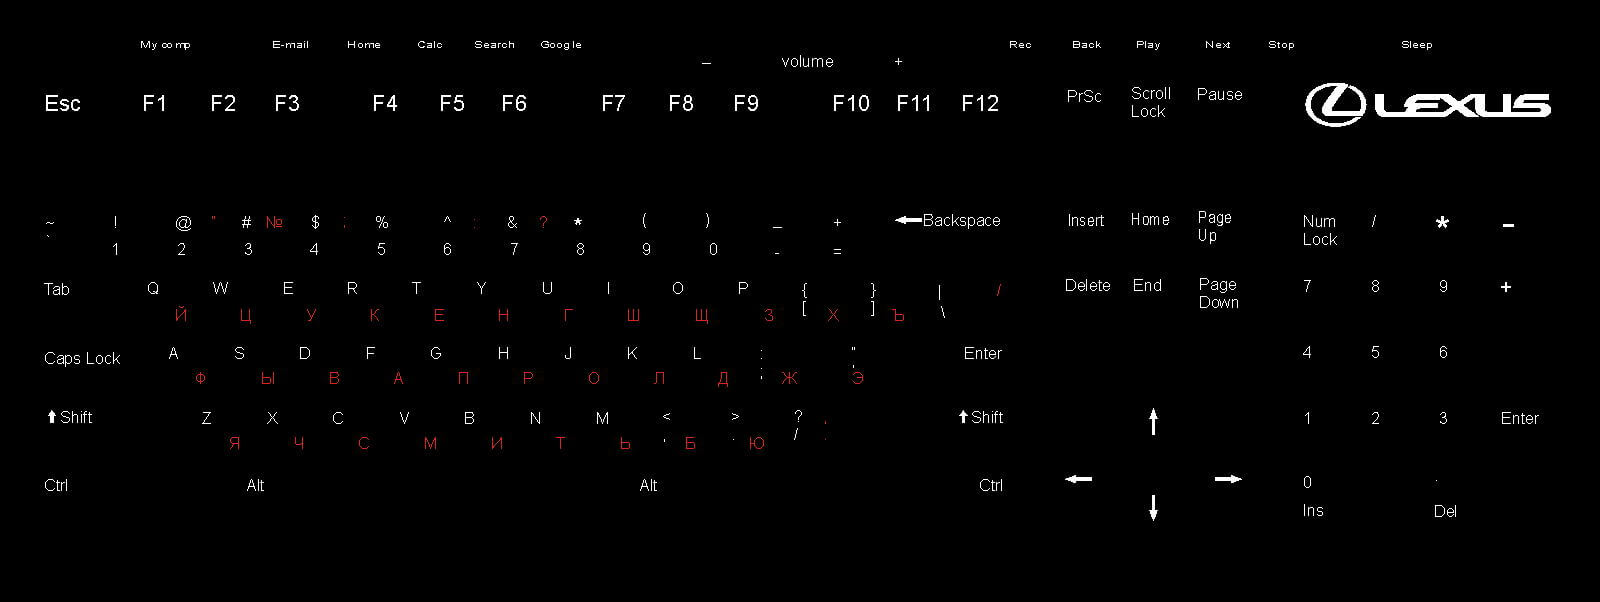 My comp E-mail Home Calc Search Google Rec Back Play Next Stop Sleep
– volume +
Esc F1 F2 F3 F4 F5 F6 F7 F8 F9 F10 F11 F12 PrSc Scroll Lock Pause LEXUS
~ ! @ " # № $ ; % ^ : & ? * ( ) _ + Backspace Insert Home Page Up Num Lock / * -
` 1 2 3 4 5 6 7 8 9 0 - =
Tab Q W E R T Y U I O P { } | / Delete End Page Down 7 8 9 +
Й Ц У К Е Н Г Ш Щ З [ Х ] Ъ \
Caps Lock A S D F G H J K L : " Enter 4 5 6
Ф Ы В А П Р О Л Д ; Ж ' Э
Shift Z X C V B N M < > ? , Shift 1 2 3 Enter
Я Ч С М И Т Ь , Б . Ю / .
Ctrl Alt Alt Ctrl 0 .
Ins Del